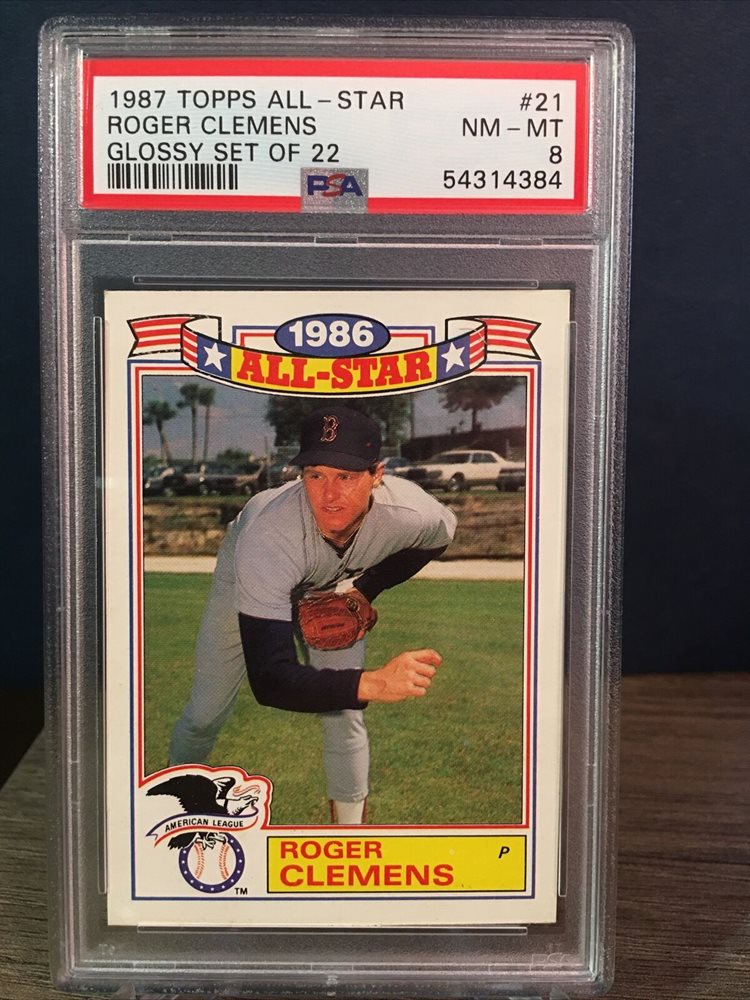 1987 TOPPS ALL-STAR #21
ROGER CLEMENS NM-MT
GLOSSY SET OF 22 8
PSA 54314384
1986
ALL-STAR
B
AMERICAN LEAGUE
TM
ROGER P
CLEMENS